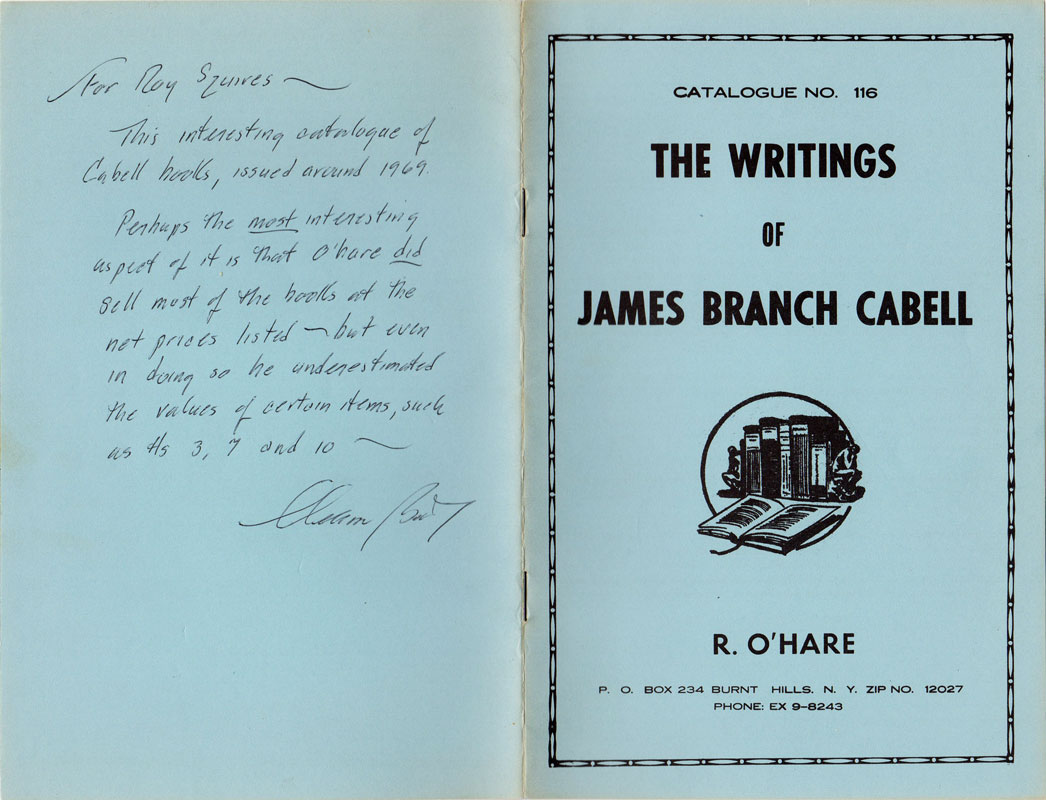 For Roy Squires —
This interesting catalogue of
Cabell books, issued around 1969.
Perhaps the most interesting
aspect of it is that O'Hare did
sell most of the books at the
net prices listed — but even
in doing so he underestimated
the values of certain items, such
as #s 3, 7 and 10 —
CATALOGUE NO. 116
THE WRITINGS
OF
JAMES BRANCH CABELL
R. O'HARE
P. O. BOX 234 BURNT HILLS, N. Y. ZIP NO. 12027
PHONE: EX 9-8243